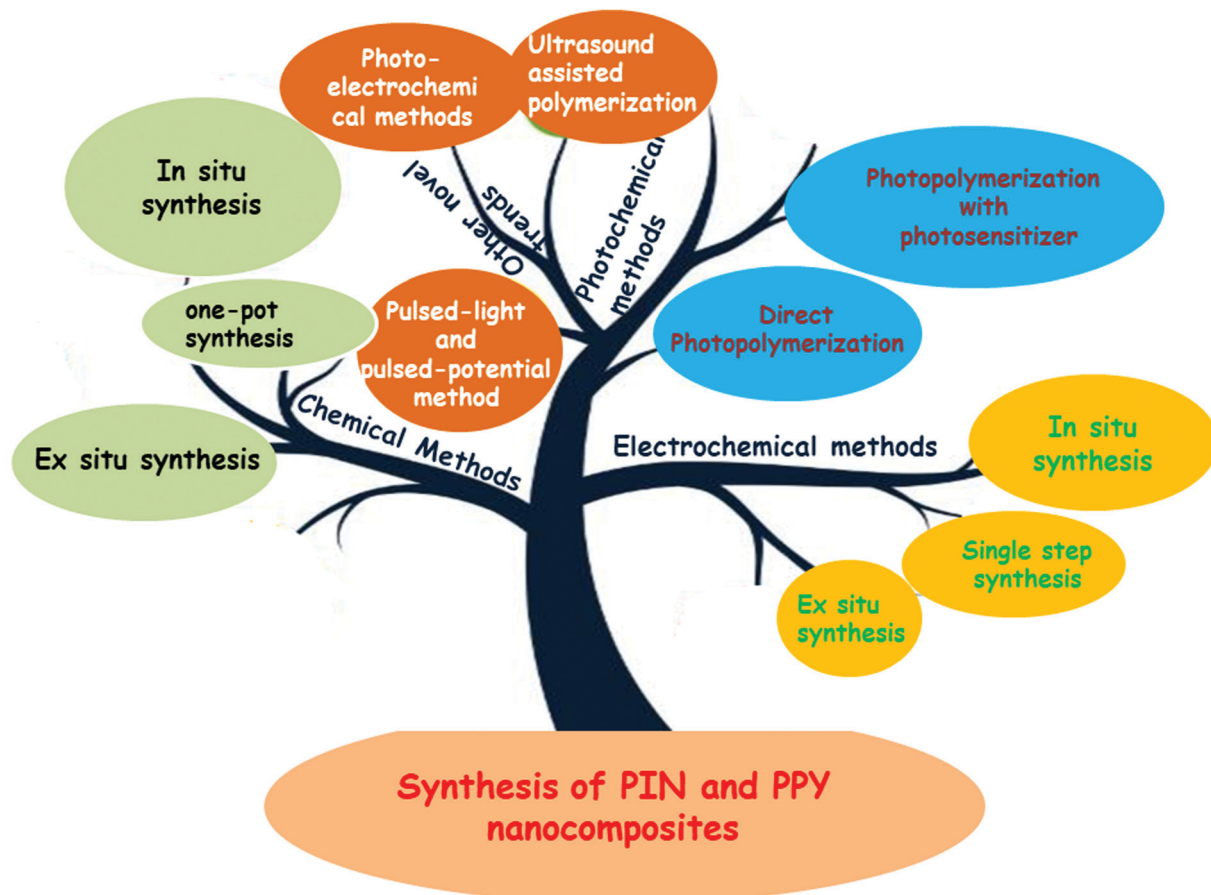 Photo-
electrochemi
cal methods
Ultrasound
assisted
polymerization
In situ
synthesis
Other novel
trends
Photochemical
methods
Photopolymerization
with
photosensitizer
one-pot
synthesis
Pulsed-light
and
pulsed-potential
method
Direct
Photopolymerization
Ex situ synthesis
Chemical Methods
Electrochemical methods
In situ
synthesis
Single step
synthesis
Ex situ
synthesis
Synthesis of PIN and PPY
nanocomposites